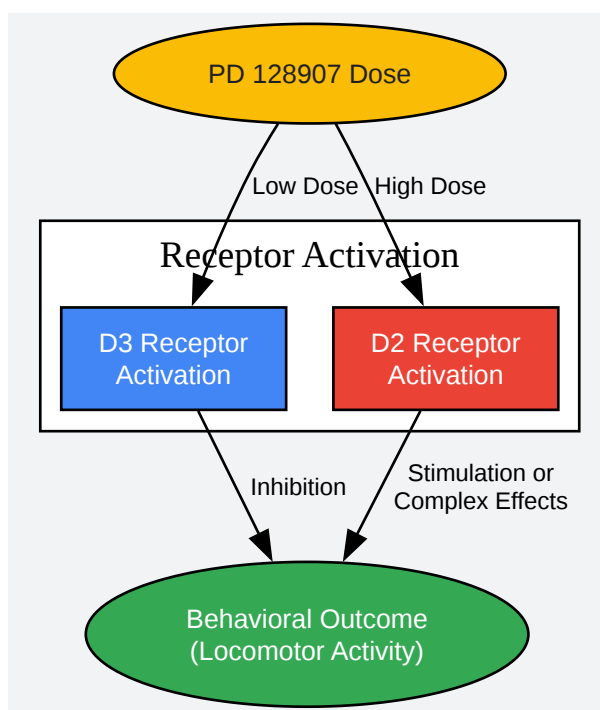 PD 128907 Dose
Low Dose
High Dose
Receptor Activation
D3 Receptor
Activation
D2 Receptor
Activation
Inhibition
Stimulation or
Complex Effects
Behavioral Outcome
(Locomotor Activity)